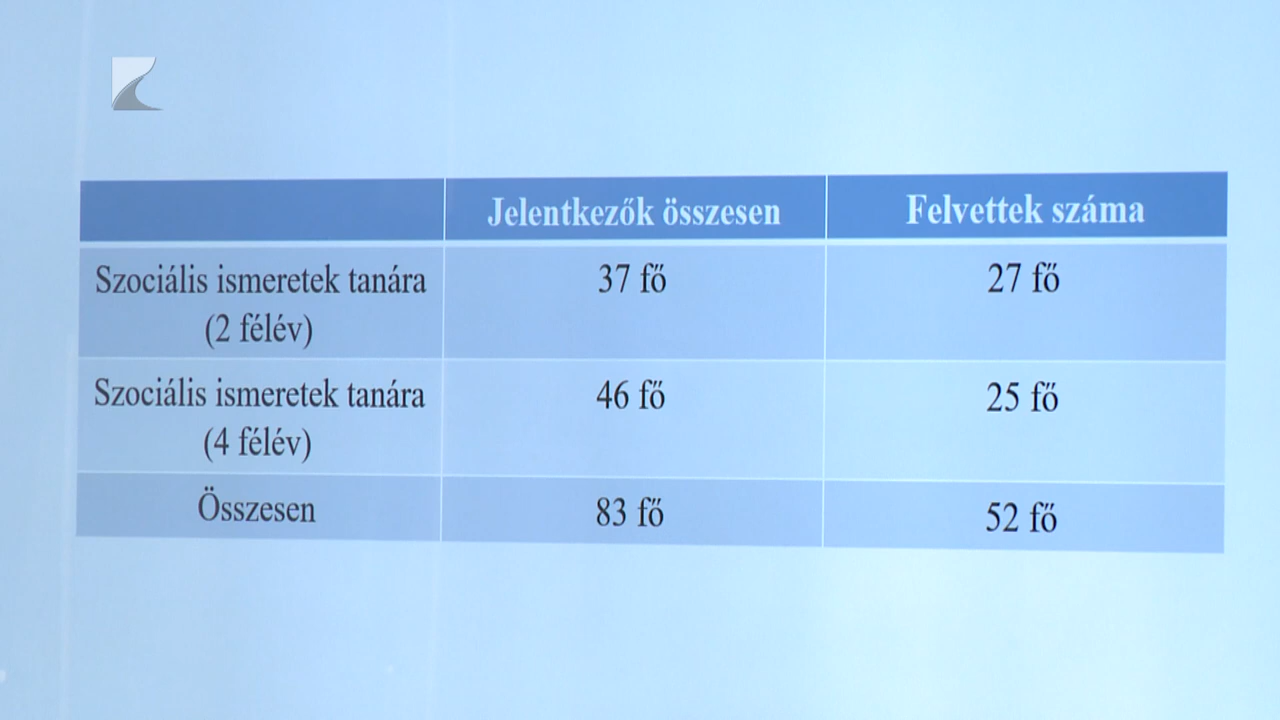 Jelentkezők összesen
Felvettek száma
Szociális ismeretek tanára
(2 félév)
37 fő
27 fő
Szociális ismeretek tanára
(4 félév)
46 fő
25 fő
Összesen
83 fő
52 fő